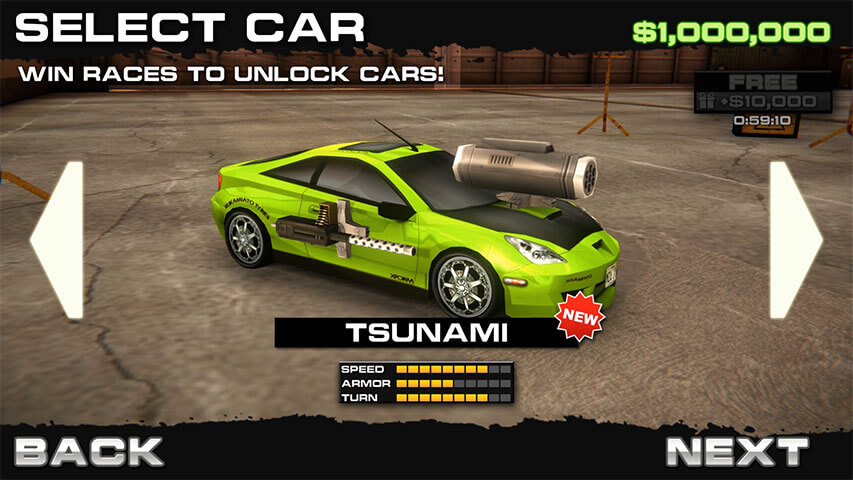 SELECT CAR
$1,000,000
WIN RACES TO UNLOCK CARS!
FREE
+$10,000
0:59:10
XFORM
TSUNAMI
NEW
SPEED
ARMOR
TURN
BACK
NEXT